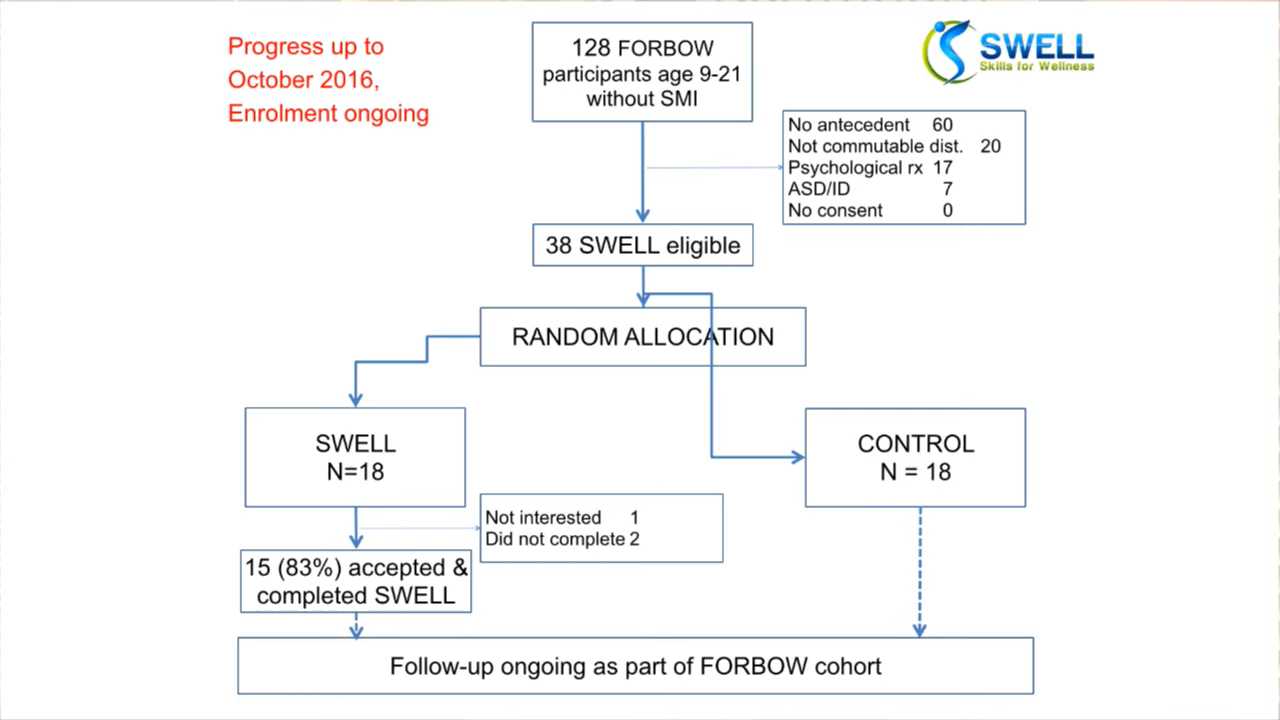 Progress up to
October 2016,
Enrolment ongoing
128 FORBOW
participants age 9-21
without SMI
SWELL
Skills for Wellness
No antecedent 60
Not commutable dist. 20
Psychological rx 17
ASD/ID 7
No consent 0
38 SWELL eligible
RANDOM ALLOCATION
SWELL
N=18
CONTROL
N = 18
Not interested 1
Did not complete 2
15 (83%) accepted &
completed SWELL
Follow-up ongoing as part of FORBOW cohort